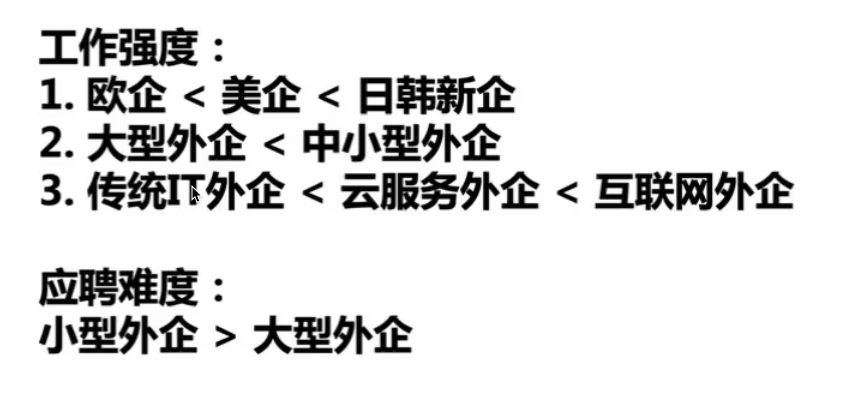 工作强度：
1. 欧企 < 美企 < 日韩新企
2. 大型外企 < 中小型外企
3. 传统IT外企 < 云服务外企 < 互联网外企
应聘难度：
小型外企 > 大型外企